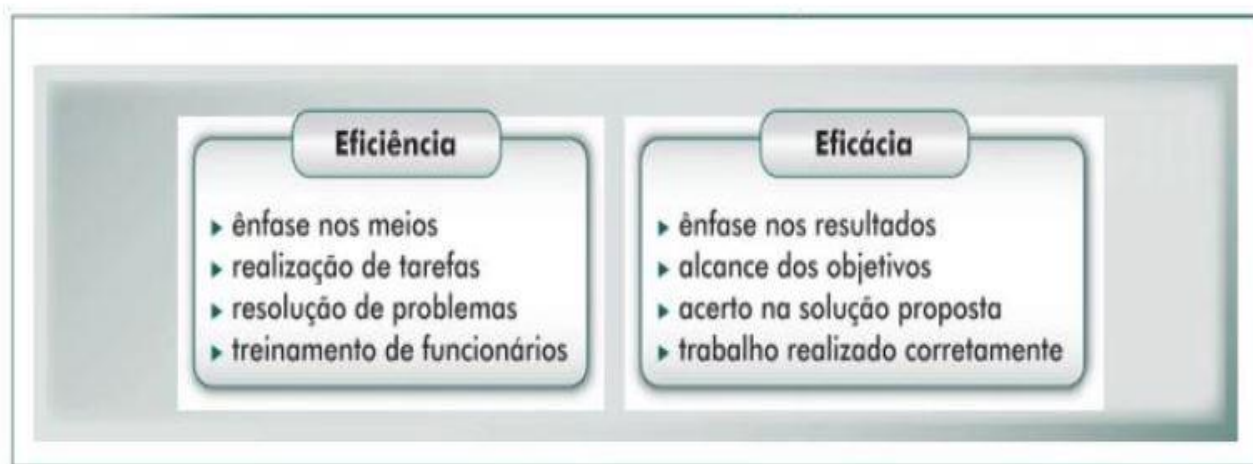 Eficiência
▸ ênfase nos meios
▸ realização de tarefas
▸ resolução de problemas
▸ treinamento de funcionários
Eficácia
▸ ênfase nos resultados
▸ alcance dos objetivos
▸ acerto na solução proposta
▸ trabalho realizado corretamente